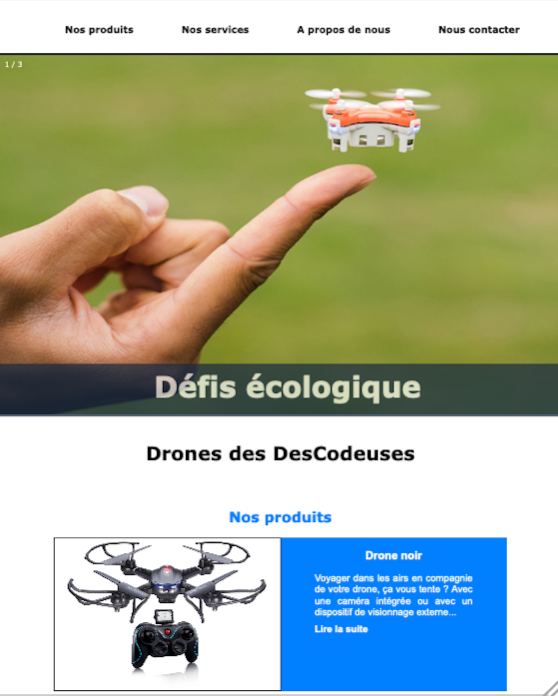 Nos produits Nos services A propos de nous Nous contacter
1 / 3
Défis écologique
Drones des DesCodeuses
Nos produits
Drone noir
Voyager dans les airs en compagnie
de votre drone, ça vous tente ? Avec
une caméra intégrée ou avec un
dispositif de visionnage externe...
Lire la suite